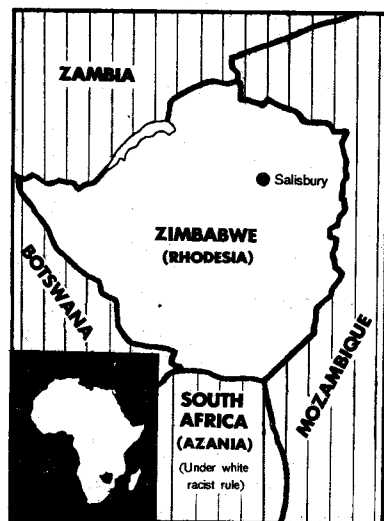 ZAMBIA
Salisbury
ZIMBABWE
(RHODESIA)
BOTSWANA
MOZAMBIQUE
SOUTH
AFRICA
(AZANIA)
(Under white
racist rule)